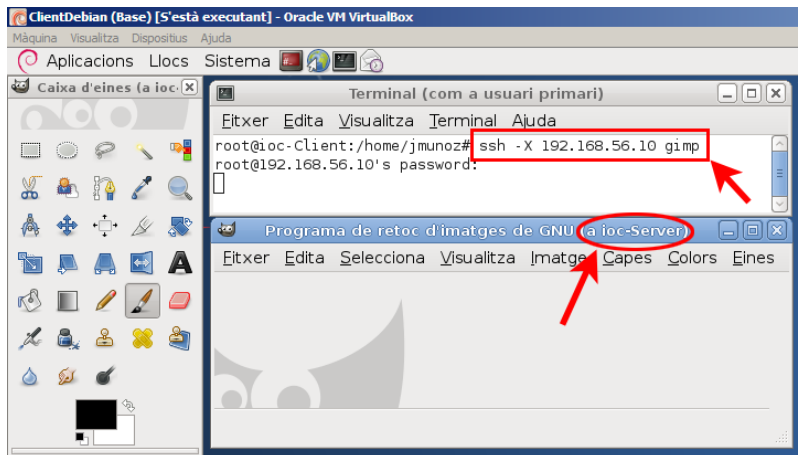 ClientDebian (Base) [S'està executant] - Oracle VM VirtualBox
Màquina Visualitza Dispositius Ajuda
Aplicacions Llocs Sistema
Caixa d'eines (a ioc-
Terminal (com a usuari primari)
Eitxer Edita Visualitza Terminal Ajuda
root@ioc-Client:/home/jmunoz# ssh -X 192.168.56.10 gimp
root@192.168.56.10's password:
Programa de retoc d'imatges de GNU (a ioc-Server)
Fitxer Edita Selecciona Visualitza Imatge Capes Colors Eines